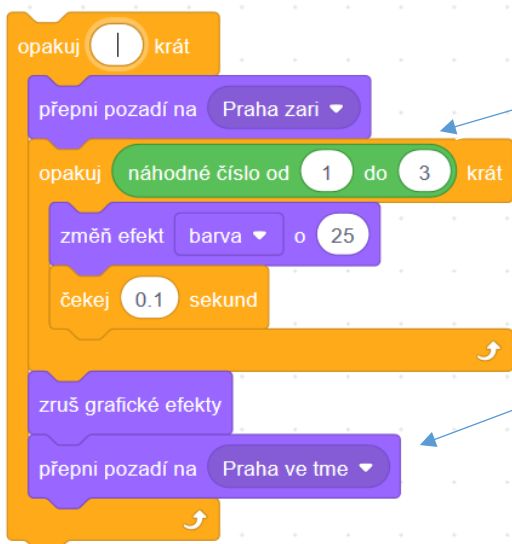 opakuj krát
přepni pozadí na Praha zari
opakuj náhodné číslo od 1 do 3 krát
změň efekt barva o 25
čekej 0.1 sekund
zruš grafické efekty
přepni pozadí na Praha ve tme